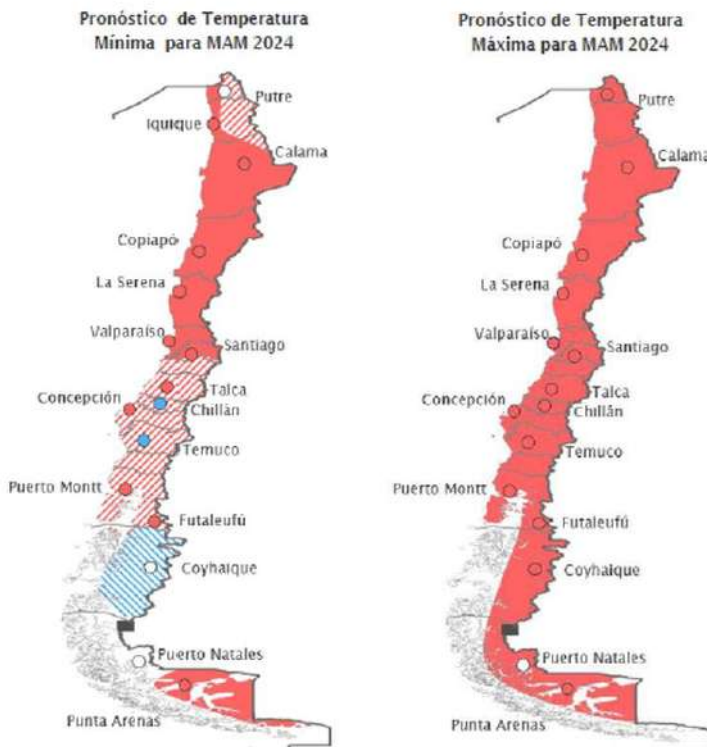 Pronóstico de Temperatura
Mínima para MAM 2024
Putre
Iquique
Calama
Copiapó
La Serena
Valparaíso
Santiago
Talca
Concepción
Chillán
Temuco
Puerto Montt
Futaleufú
Coyhaique
Puerto Natales
Punta Arenas
Pronóstico de Temperatura
Máxima para MAM 2024
Putre
Calama
Copiapó
La Serena
Valparaíso
Santiago
Talca
Concepción
Chillán
Temuco
Puerto Montt
Futaleufú
Coyhaique
Puerto Natales
Punta Arenas